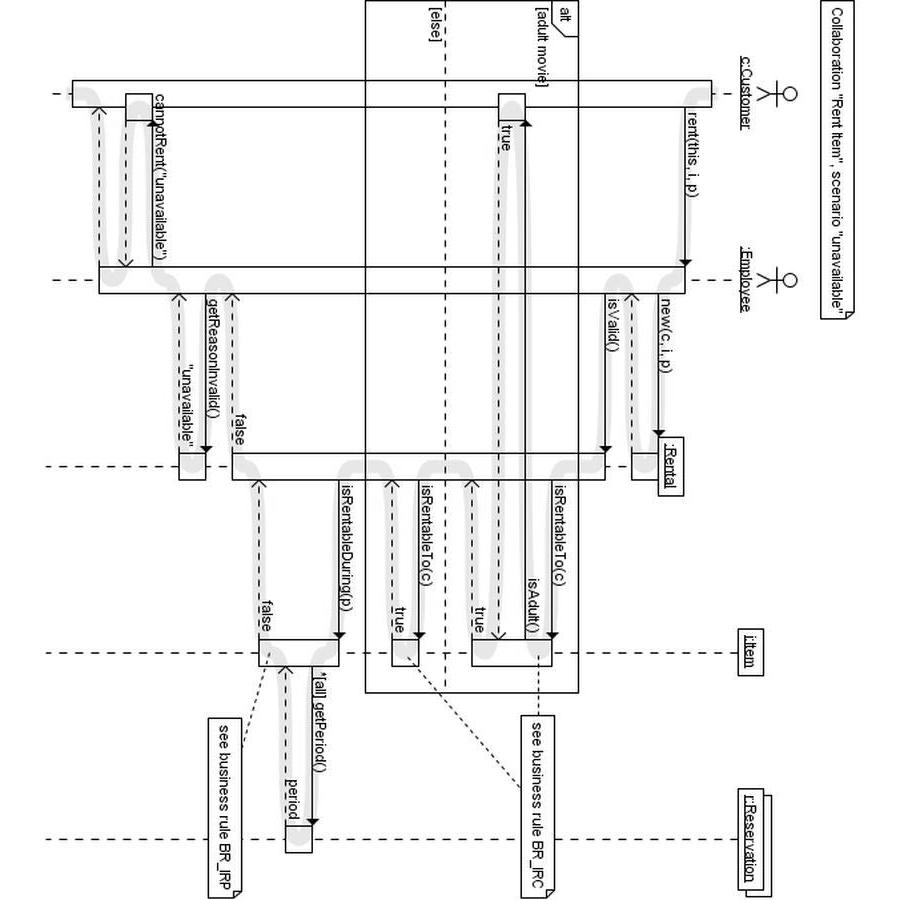 Collaboration "Rent Item", scenario "unavailable"
c:Customer
:Employee
:Rental
i:Item
r:Reservation
rent(this, i, p)
new(c, i, p)
isValid()
alt
[adult movie]
isRentableTo(c)
isAdult()
true
true
[else]
isRentableTo(c)
true
see business rule BR_IRC
isRentableDuring(p)
*[all] getPeriod()
period
false
see business rule BR_IRP
false
getReasonInvalid()
"unavailable"
cannotRent("unavailable")